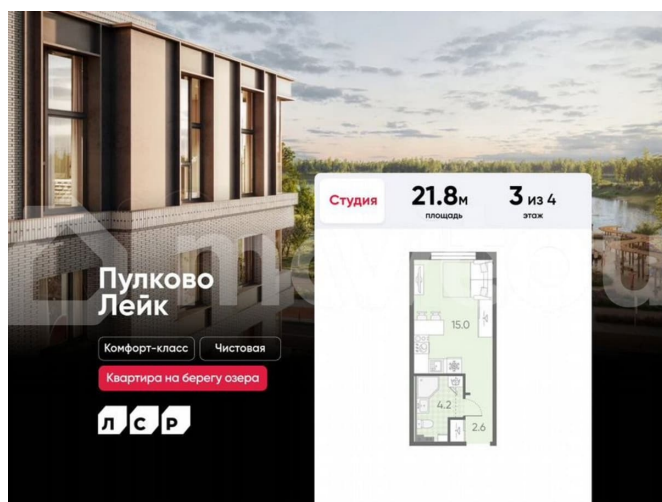 Студия
21.8м
площадь
3 из 4
этаж
Пулково
Лейк
Комфорт-класс
Чистовая
Квартира на берегу озера
ЛСР
15.0
4.2
2.6